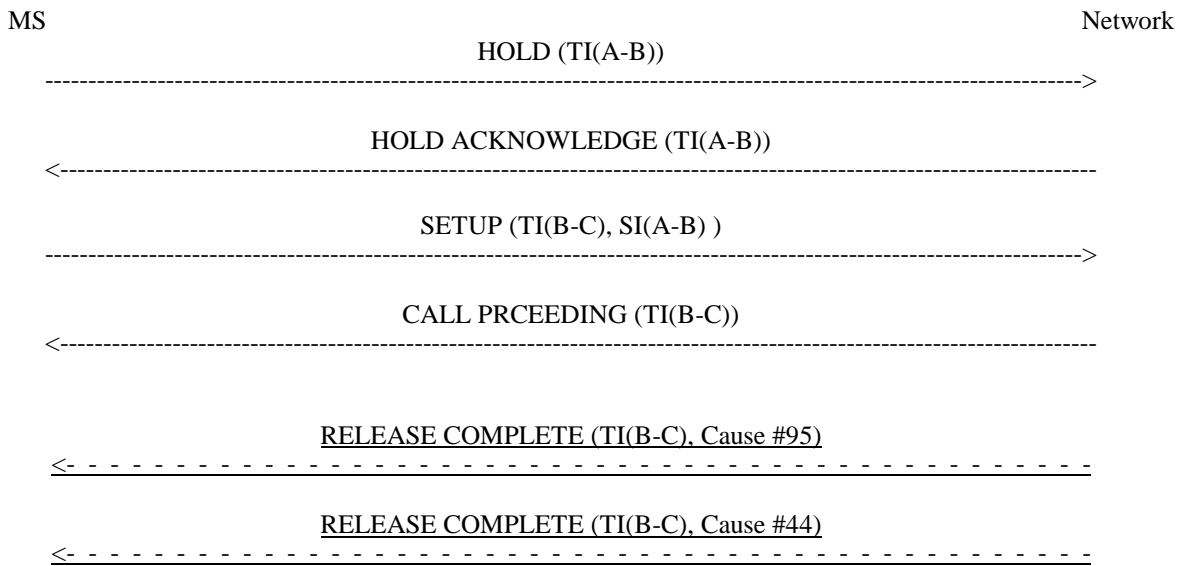 MS Network
HOLD (TI(A-B))
HOLD ACKNOWLEDGE (TI(A-B))
SETUP (TI(B-C), SI(A-B) )
CALL PRCEEDING (TI(B-C))
RELEASE COMPLETE (TI(B-C), Cause #95)
RELEASE COMPLETE (TI(B-C), Cause #44)